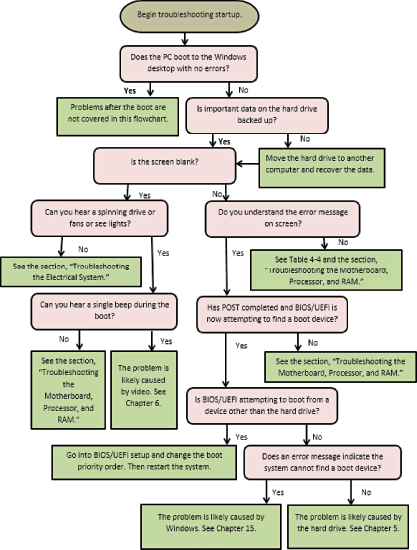 Begin troubleshooting startup.
Does the PC boot to the Windows
desktop with no errors?
Yes
No
Problems after the boot are
not covered in this flowchart.
Is important data on the hard drive
backed up?
Yes
No
Is the screen blank?
Move the hard drive to another
computer and recover the data.
Yes
No
Can you hear a spinning drive or
fans or see lights?
Do you understand the error message
on screen?
No
Yes
Yes
No
See the section, "Troubleshooting
the Electrical System."
See Table 4-4 and the section,
"Troubleshooting the Motherboard,
Processor, and RAM."
Can you hear a single beep during the
boot?
Has POST completed and BIOS/UEFI is
now attempting to find a boot device?
No
Yes
Yes
No
See the section,
"Troubleshooting
the
Motherboard,
Processor, and
RAM."
The problem is
likely caused
by video. See
Chapter 6.
See the section, "Troubleshooting the
Motherboard, Processor, and RAM."
Is BIOS/UEFI attempting to boot from a
device other than the hard drive?
Yes
No
Go into BIOS/UEFI setup and change the boot
priority order. Then restart the system.
Does an error message indicate the
system cannot find a boot device?
Yes
No
The problem is likely caused by
Windows. See Chapter 15.
The problem is likely caused by
the hard drive. See Chapter 5.